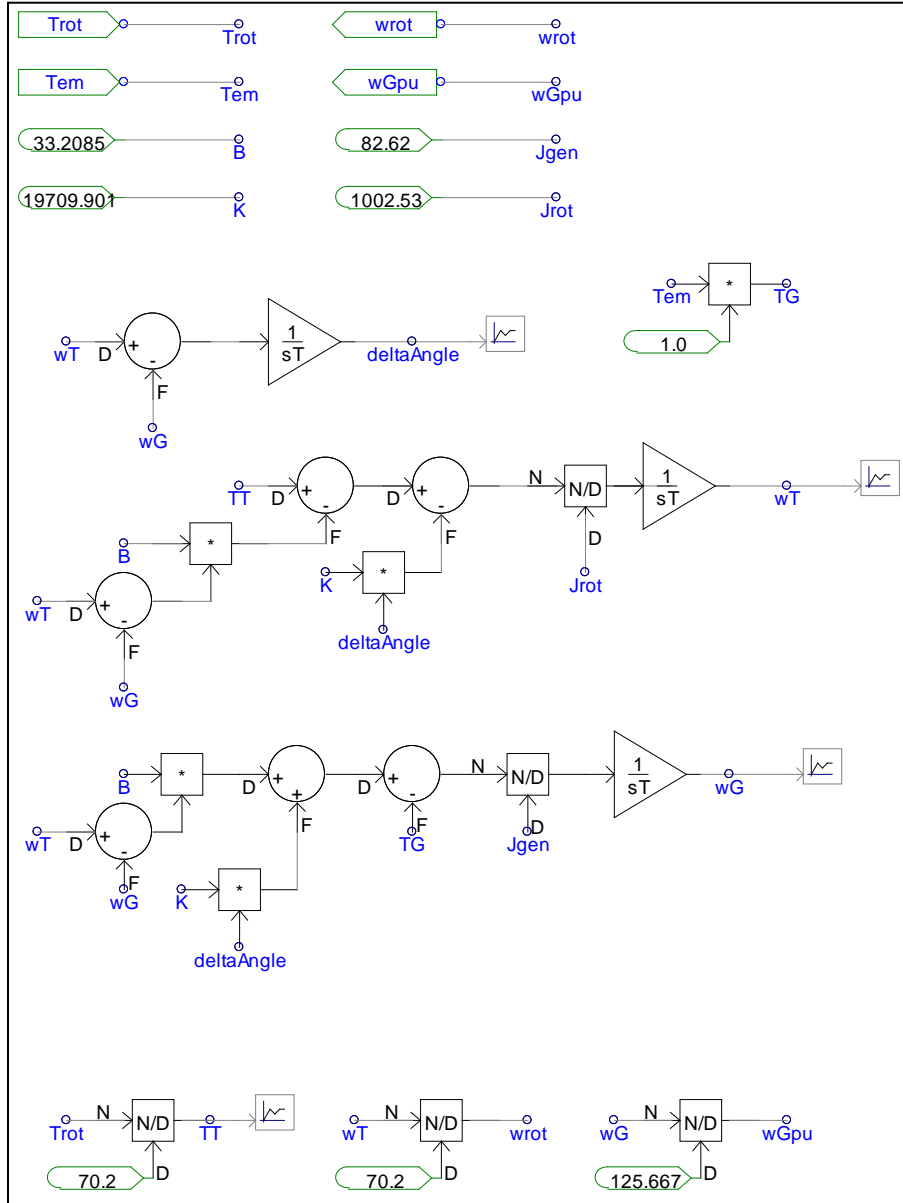 Trot Trot wrot wrot
Tem Tem wGpu wGpu
33.2085 B 82.62 Jgen
19709.901 K 1002.53 Jrot
Tem * TG
1.0
wT D + - F wG 1 sT deltaAngle
TT D + - F D + - F N N/D D Jrot 1 sT wT
B *
wT D + - F wG
K * deltaAngle
B * D + + F D + - F TG N N/D D Jgen 1 sT wG
wT D + - F wG
K * deltaAngle
Trot N N/D TT wT N N/D wrot wG N N/D wGpu
70.2 D 70.2 D 125.667 D